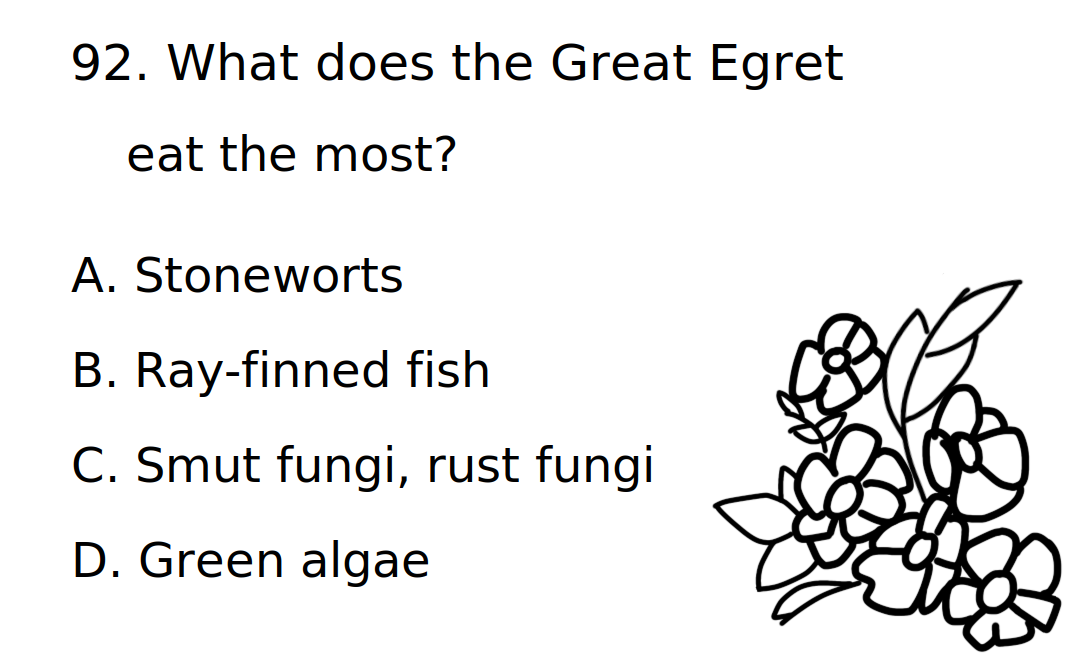 92. What does the Great Egret
eat the most?
A. Stoneworts
B. Ray-finned fish
C. Smut fungi, rust fungi
D. Green algae